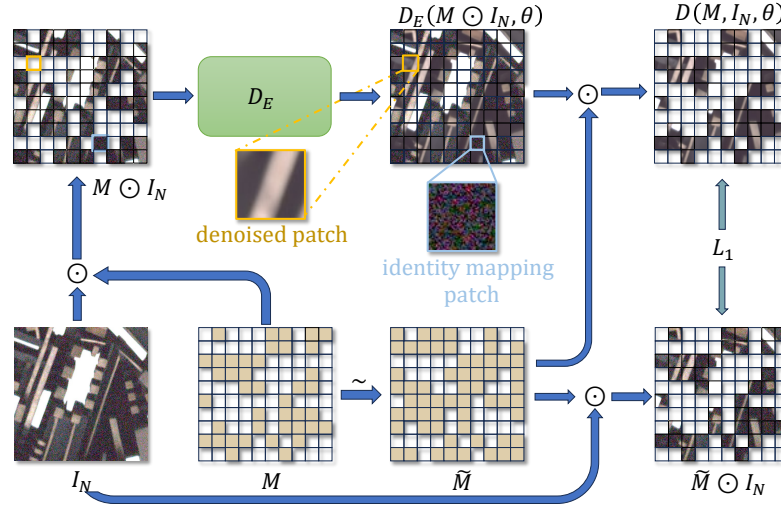 D_E(M ⊙ I_N, θ)
D(M, I_N, θ)
D_E
⊙
M ⊙ I_N
denoised patch
identity mapping
patch
L_1
⊙
~
⊙
I_N
M
M̃
M̃ ⊙ I_N